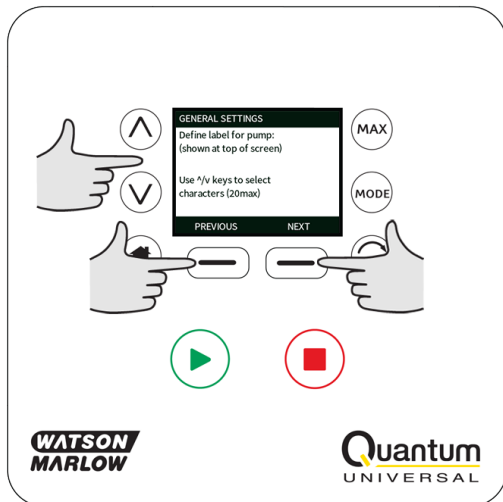 GENERAL SETTINGS
Define label for pump:
(shown at top of screen)
Use ^/v keys to select
characters (20max)
PREVIOUS NEXT
MAX
MODE
WATSON
MARLOW
Quantum
UNIVERSAL